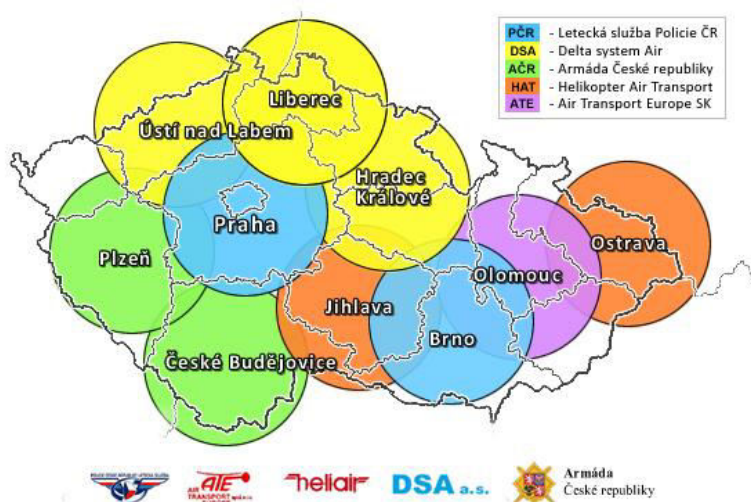 PČR - Letecká služba Policie ČR
DSA - Delta system Air
AČR - Armáda České republiky
HAT - Helikopter Air Transport
ATE - Air Transport Europe SK
Liberec
Ústí nad Labem
Hradec
Králové
Praha
Ostrava
Plzeň
Olomouc
Jihlava
Brno
České Budějovice
ATE
AIR
TRANSPORT
heliair
DSA a.s.
Armáda
České republiky